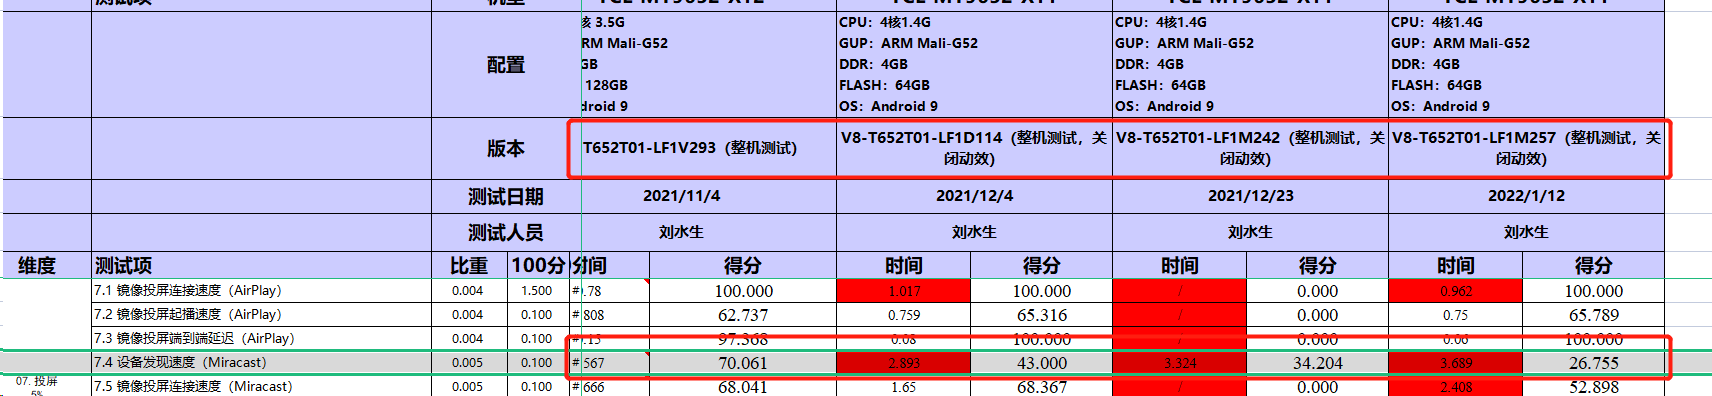 测试项 机型
配置 核 3.5G CPU：4核1.4G CPU：4核1.4G CPU：4核1.4G
RM Mali-G52 GUP：ARM Mali-G52 GUP：ARM Mali-G52 GUP：ARM Mali-G52
GB DDR：4GB DDR：4GB DDR：4GB
128GB FLASH：64GB FLASH：64GB FLASH：64GB
droid 9 OS：Android 9 OS：Android 9 OS：Android 9
版本 T652T01-LF1V293（整机测试） V8-T652T01-LF1D114（整机测试，关 V8-T652T01-LF1M242（整机测试，关 V8-T652T01-LF1M257（整机测试，关
闭动效) 闭动效) 闭动效)
测试日期 2021/11/4 2021/12/4 2021/12/23 2022/1/12
测试人员 刘水生 刘水生 刘水生 刘水生
维度 测试项 比重 100分 时间 得分 时间 得分 时间 得分 时间 得分
7.1 镜像投屏连接速度（AirPlay） 0.004 1.500 # .78 100.000 1.017 100.000 / 0.000 0.962 100.000
7.2 镜像投屏起播速度（AirPlay） 0.004 0.100 # 808 62.737 0.759 65.316 / 0.000 0.75 65.789
7.3 镜像投屏端到端延迟（AirPlay） 0.004 0.100 # .15 97.368 0.08 100.000 / 0.000 0.06 100.000
7.4 设备发现速度（Miracast） 0.005 0.100 # 567 70.061 2.893 43.000 3.324 34.204 3.689 26.755
07. 投屏
5%
7.5 镜像投屏连接速度（Miracast） 0.005 0.100 # 666 68.041 1.65 68.367 / 0.000 2.408 52.898